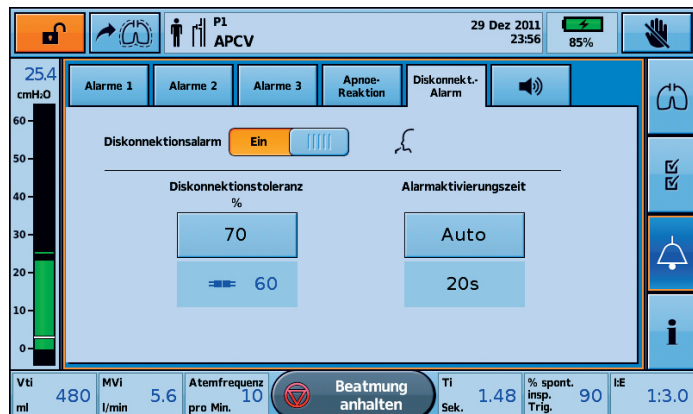 P1
APCV
29 Dez 2011
23:56
85%
25.4
cmH₂O
60
50
40
30
20
10
0
Alarme 1
Alarme 2
Alarme 3
Apnoe-
Reaktion
Diskonnekt.-
Alarm
Diskonnektionsalarm
Ein
Diskonnektionstoleranz
%
70
60
Alarmaktivierungszeit
Auto
20s
i
Vti
ml
480
MVi
l/min
5.6
Atemfrequenz
pro Min.
10
Beatmung
anhalten
Ti
Sek.
1.48
% spont.
insp.
Trig.
90
I:E
1:3.0